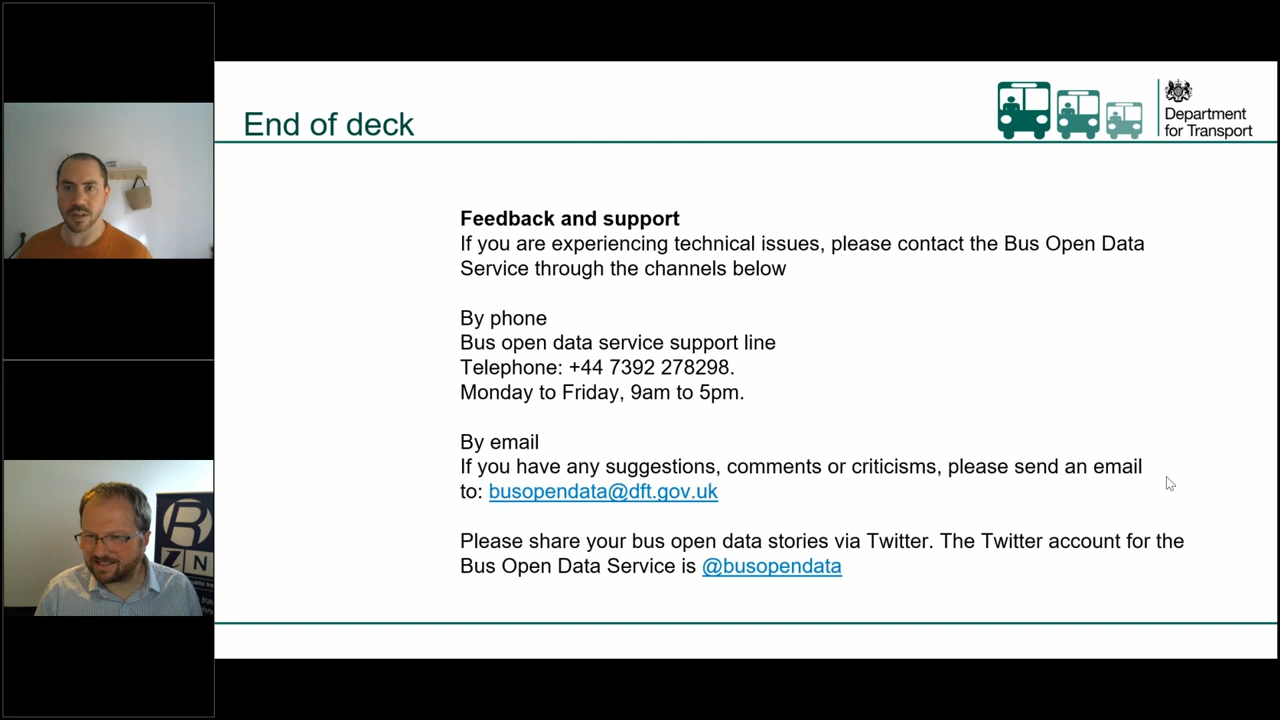 End of deck
Department
for Transport
Feedback and support
If you are experiencing technical issues, please contact the Bus Open Data
Service through the channels below
By phone
Bus open data service support line
Telephone: +44 7392 278298.
Monday to Friday, 9am to 5pm.
By email
If you have any suggestions, comments or criticisms, please send an email
to: busopendata@dft.gov.uk
Please share your bus open data stories via Twitter. The Twitter account for the
Bus Open Data Service is @busopendata
R
N